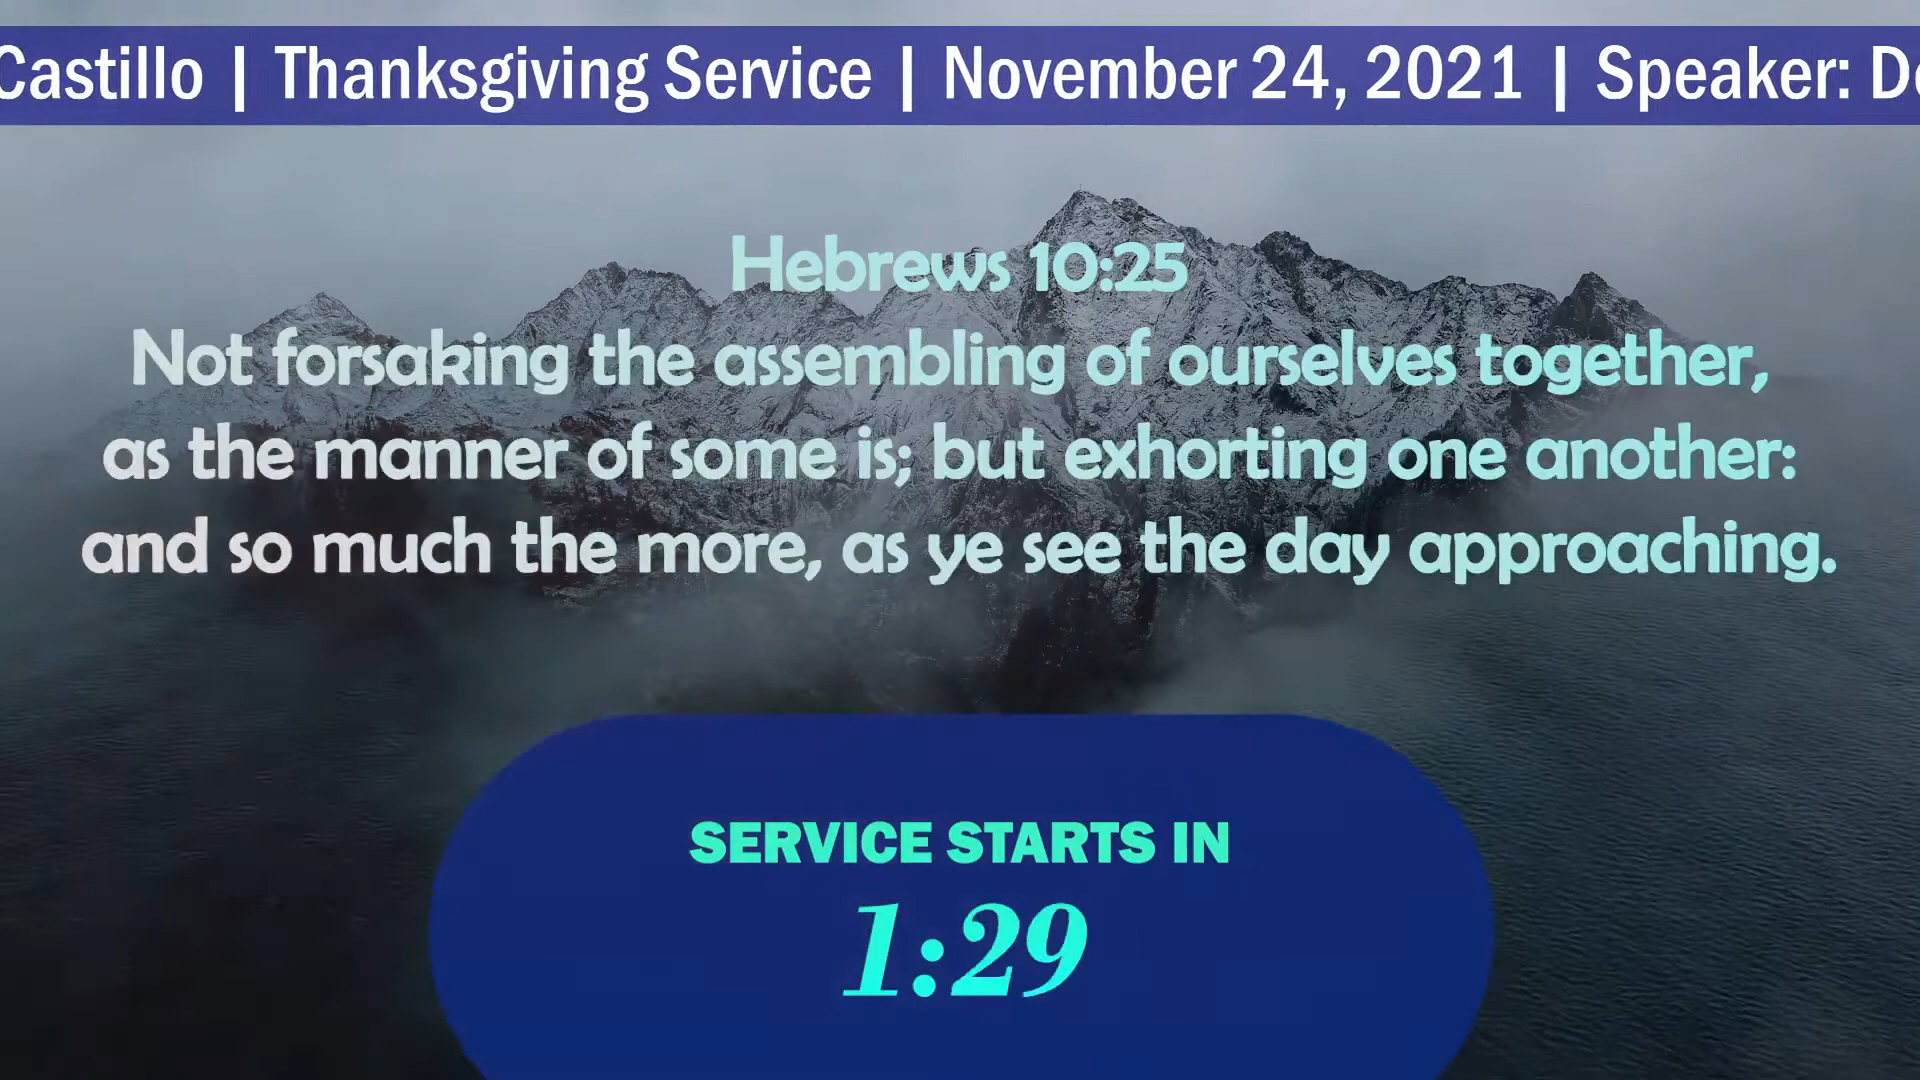 Castillo | Thanksgiving Service | November 24, 2021 | Speaker:
Hebrews 10:25
Not forsaking the assembling of ourselves together,
as the manner of some is; but exhorting one another:
and so much the more, as ye see the day approaching.
SERVICE STARTS IN
1:29